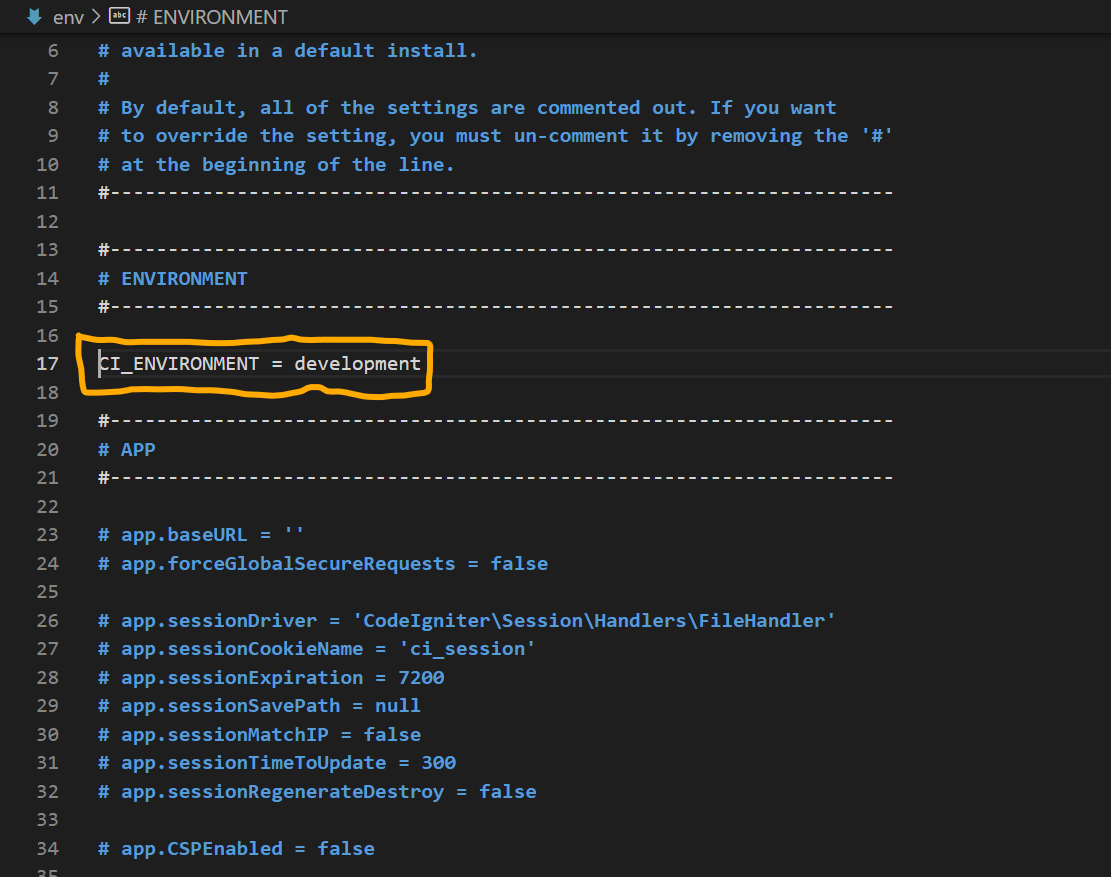 env > abc # ENVIRONMENT
6 # available in a default install.
7 #
8 # By default, all of the settings are commented out. If you want
9 # to override the setting, you must un-comment it by removing the '#'
10 # at the beginning of the line.
11 #--------------------------------------------------------------------
12
13 #--------------------------------------------------------------------
14 # ENVIRONMENT
15 #--------------------------------------------------------------------
16
17 CI_ENVIRONMENT = development
18
19 #--------------------------------------------------------------------
20 # APP
21 #--------------------------------------------------------------------
22
23 # app.baseURL = ''
24 # app.forceGlobalSecureRequests = false
25
26 # app.sessionDriver = 'CodeIgniter\Session\Handlers\FileHandler'
27 # app.sessionCookieName = 'ci_session'
28 # app.sessionExpiration = 7200
29 # app.sessionSavePath = null
30 # app.sessionMatchIP = false
31 # app.sessionTimeToUpdate = 300
32 # app.sessionRegenerateDestroy = false
33
34 # app.CSPEnabled = false
35